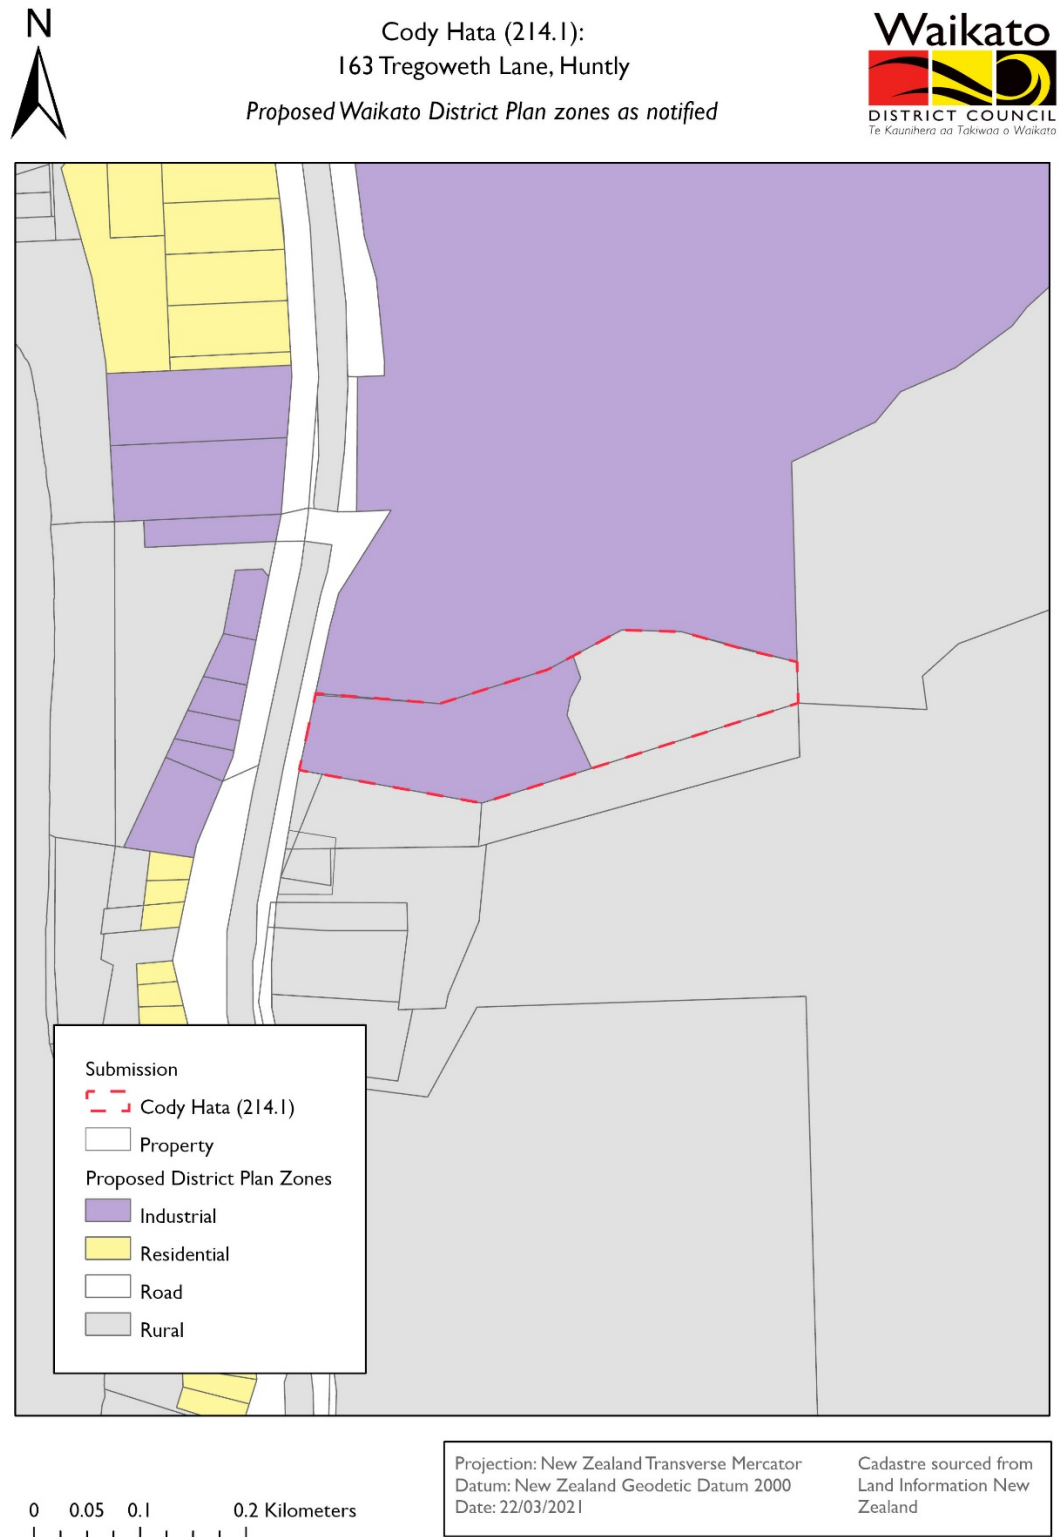 N
Cody Hata (214.1):
163 Tregoweth Lane, Huntly
Proposed Waikato District Plan zones as notified
Waikato
DISTRICT COUNCIL
Te Kaunihera aa Takiwaa o Waikato
Submission
Cody Hata (214.1)
Property
Proposed District Plan Zones
Industrial
Residential
Road
Rural
0 0.05 0.1 0.2 Kilometers
Projection: New Zealand Transverse Mercator
Datum: New Zealand Geodetic Datum 2000
Date: 22/03/2021
Cadastre sourced from
Land Information New
Zealand